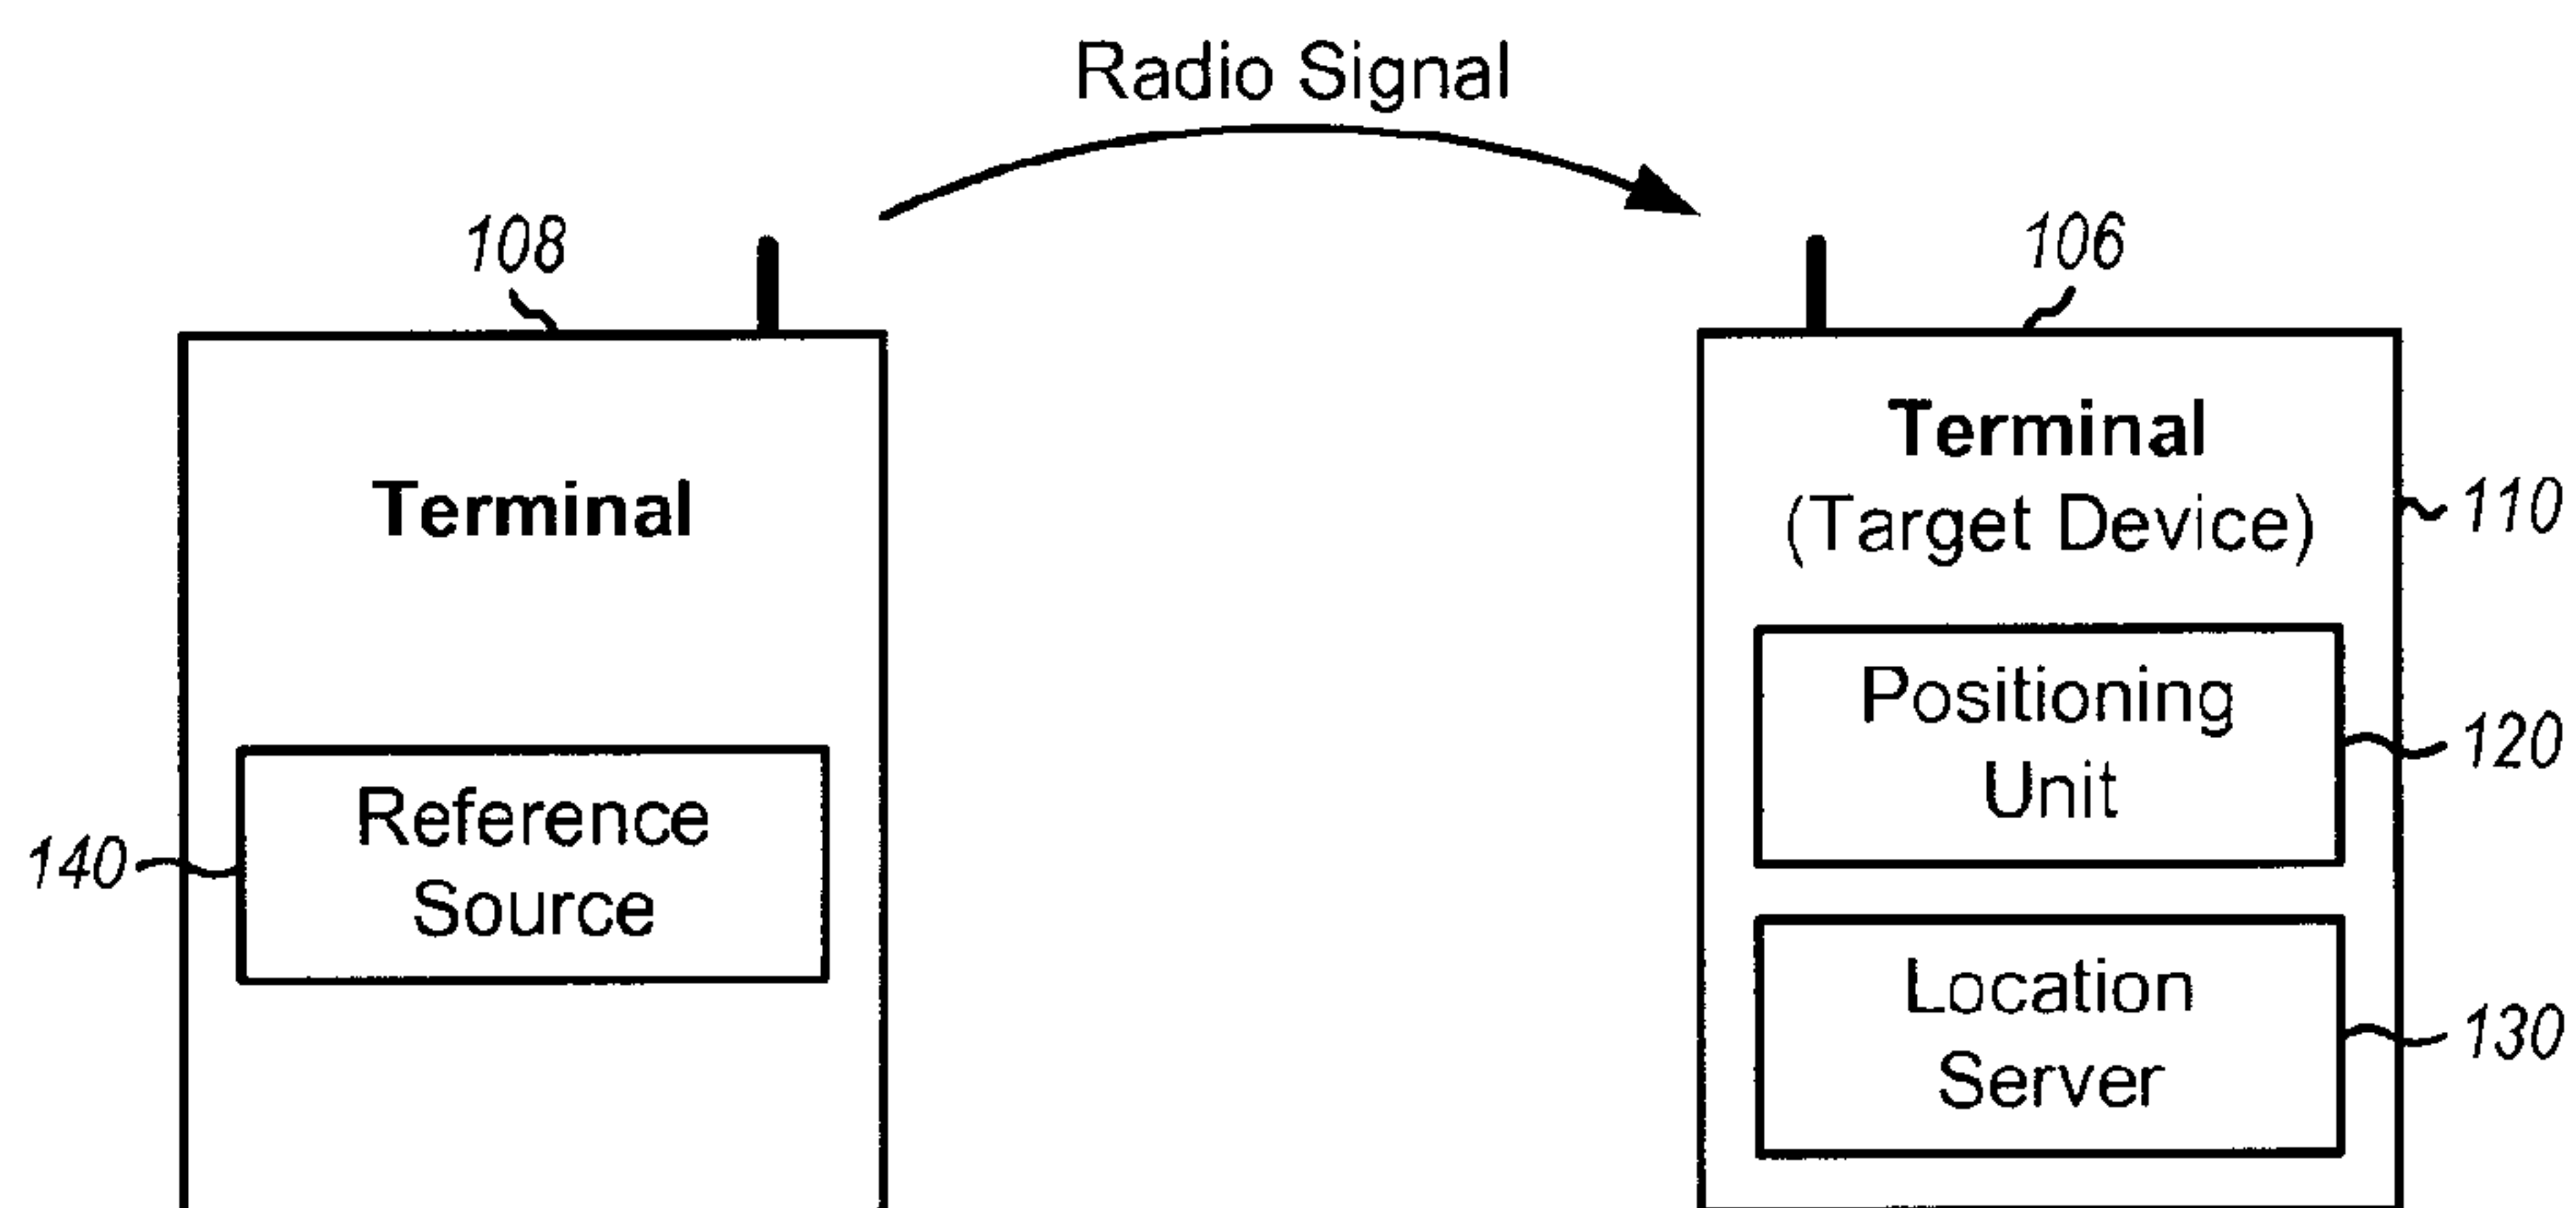 Radio Signal
108
106
Terminal
Terminal
(Target Device)
110
Reference
Source
140
Positioning
Unit
120
Location
Server
130